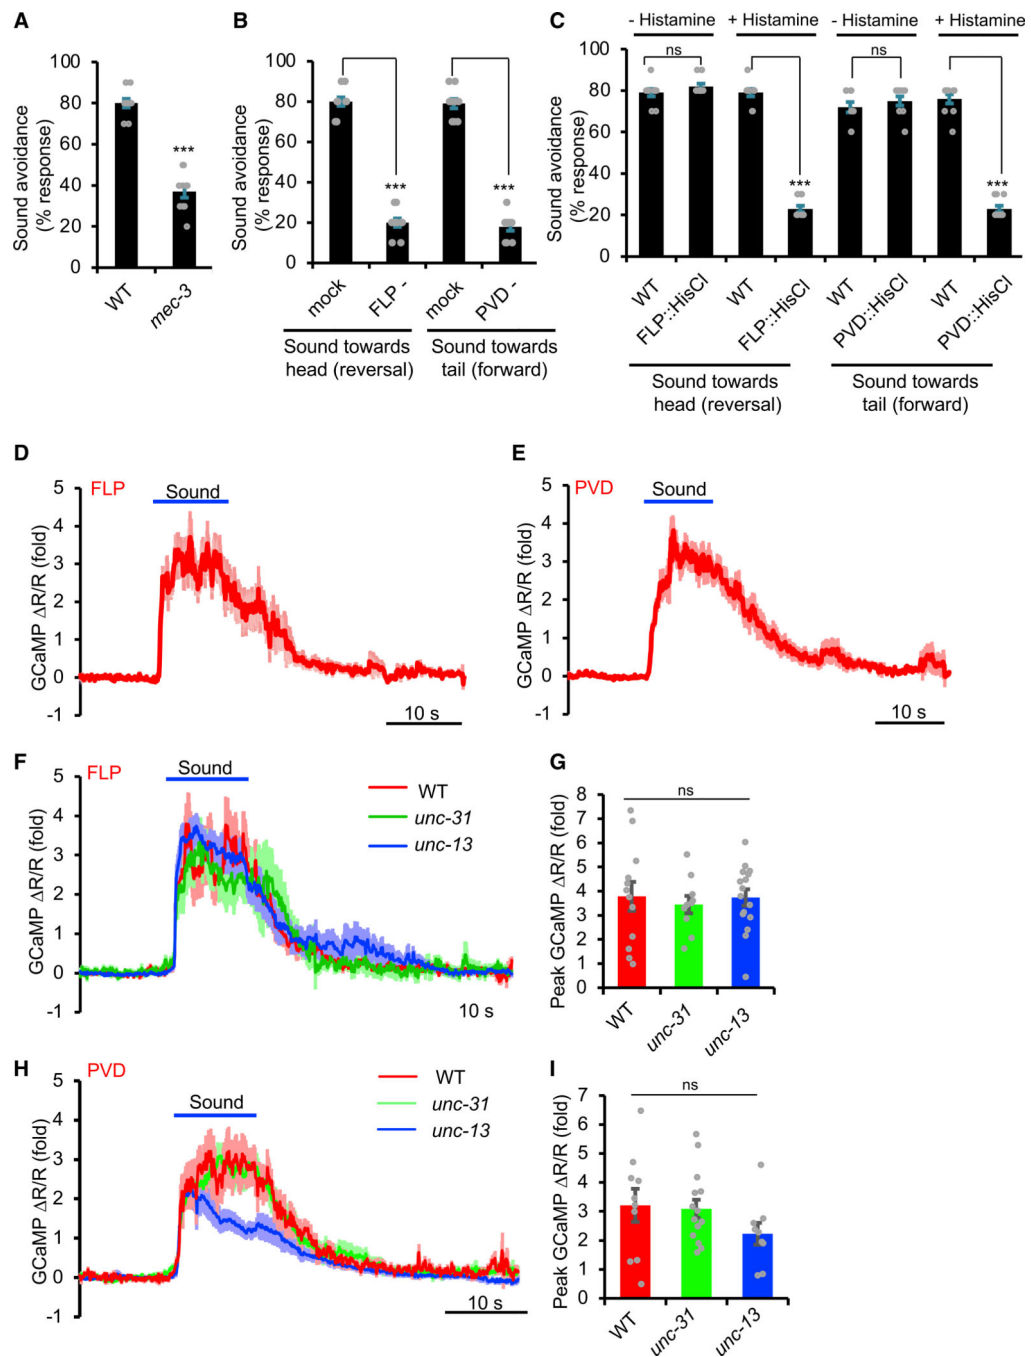 A
Sound avoidance
(% response)
100
80
60
40
20
0
***
WT
mec-3
B
Sound avoidance
(% response)
100
80
60
40
20
0
***
***
mock
FLP -
mock
PVD -
Sound towards
head (reversal)
Sound towards
tail (forward)
C
- Histamine
+ Histamine
- Histamine
+ Histamine
Sound avoidance
(% response)
100
80
60
40
20
0
ns
***
ns
***
WT
FLP::HisCl
WT
FLP::HisCl
WT
PVD::HisCl
WT
PVD::HisCl
Sound towards
head (reversal)
Sound towards
tail (forward)
D
FLP
Sound
GCaMP ΔR/R (fold)
5
4
3
2
1
0
-1
10 s
E
PVD
Sound
GCaMP ΔR/R (fold)
5
4
3
2
1
0
-1
10 s
F
FLP
Sound
GCaMP ΔR/R (fold)
5
4
3
2
1
0
-1
WT
unc-31
unc-13
10 s
G
Peak GCaMP ΔR/R (fold)
8
7
6
5
4
3
2
1
0
ns
WT
unc-31
unc-13
H
PVD
Sound
GCaMP ΔR/R (fold)
5
4
3
2
1
0
-1
WT
unc-31
unc-13
10 s
I
Peak GCaMP ΔR/R (fold)
7
6
5
4
3
2
1
0
ns
WT
unc-31
unc-13